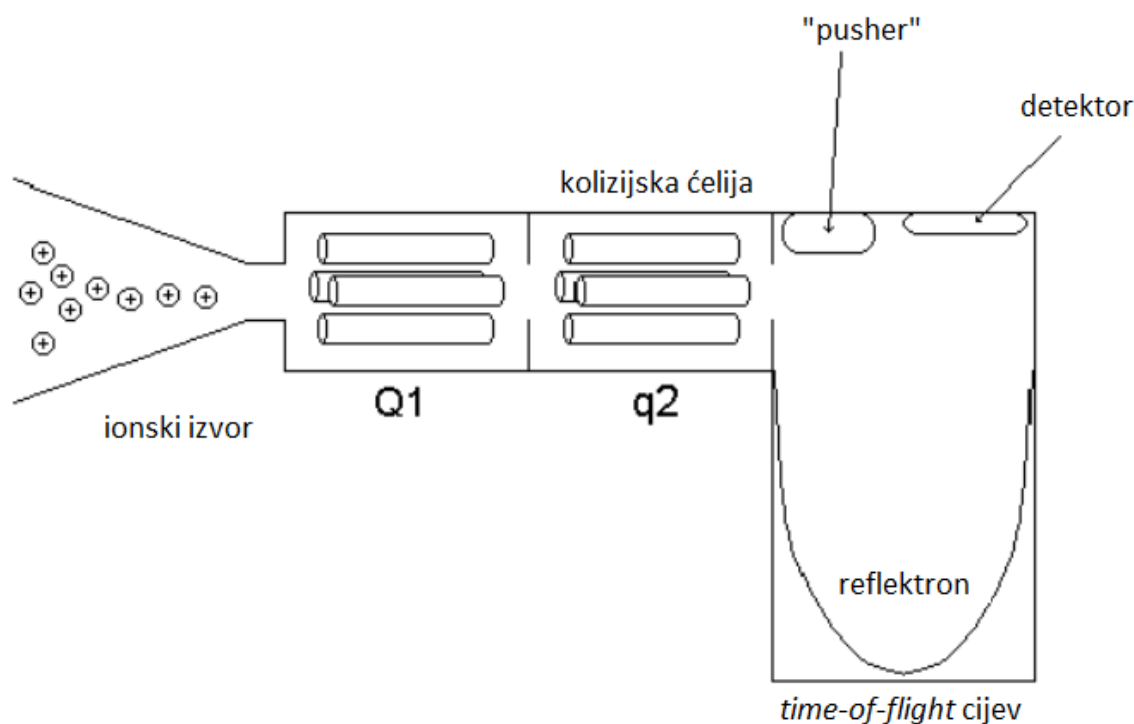 "pusher"
detektor
kolizijska ćelija
Q1
q2
ionski izvor
reflektron
time-of-flight cijev